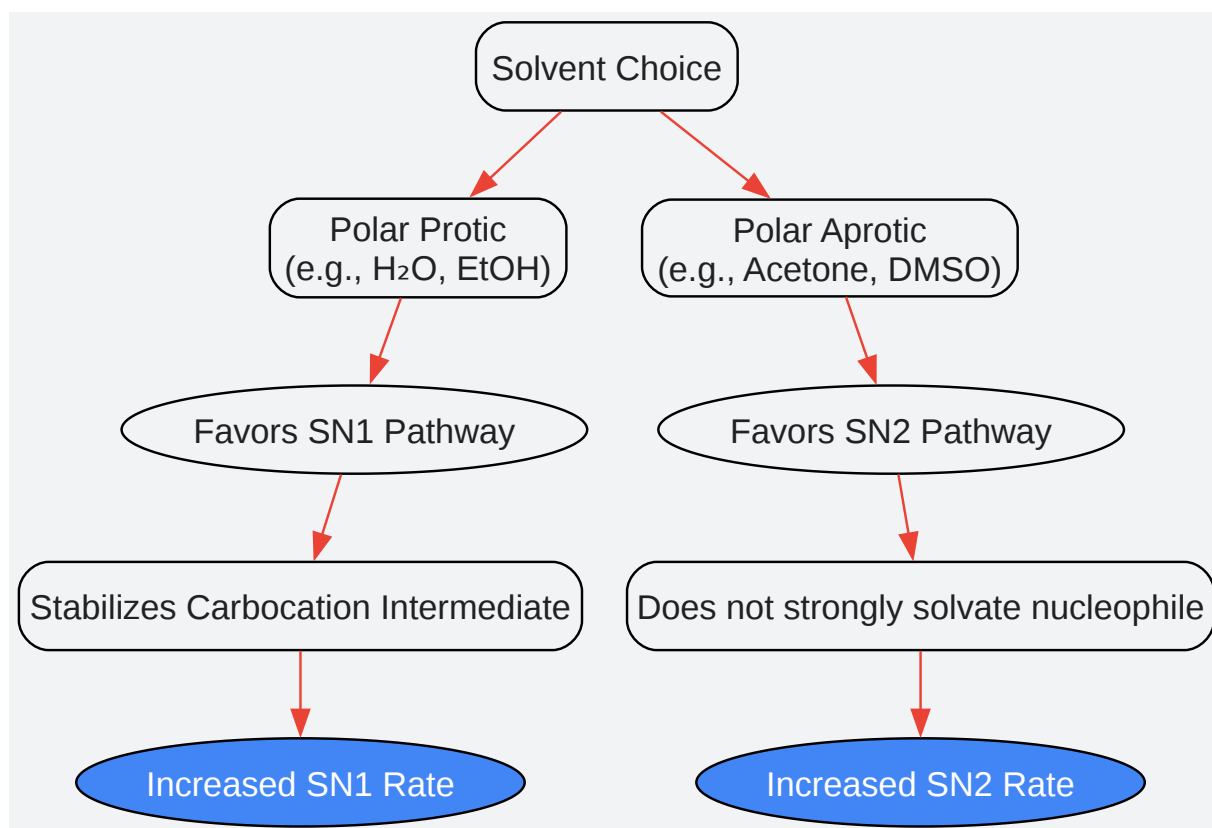 Solvent Choice
Polar Protic
(e.g., H₂O, EtOH)
Polar Aprotic
(e.g., Acetone, DMSO)
Favors SN1 Pathway
Favors SN2 Pathway
Stabilizes Carbocation Intermediate
Does not strongly solvate nucleophile
Increased SN1 Rate
Increased SN2 Rate